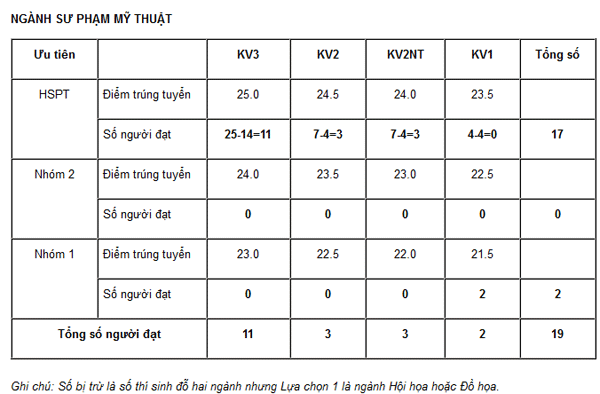 NGÀNH SƯ PHẠM MỸ THUẬT
Ưu tiên KV3 KV2 KV2NT KV1 Tổng số
HSPT Điểm trúng tuyển 25.0 24.5 24.0 23.5
Số người đạt 25-14=11 7-4=3 7-4=3 4-4=0 17
Nhóm 2 Điểm trúng tuyển 24.0 23.5 23.0 22.5
Số người đạt 0 0 0 0 0
Nhóm 1 Điểm trúng tuyển 23.0 22.5 22.0 21.5
Số người đạt 0 0 0 2 2
Tổng số người đạt 11 3 3 2 19
Ghi chú: Số bị trừ là số thí sinh đỗ hai ngành nhưng Lựa chọn 1 là ngành Hội họa hoặc Đồ họa.